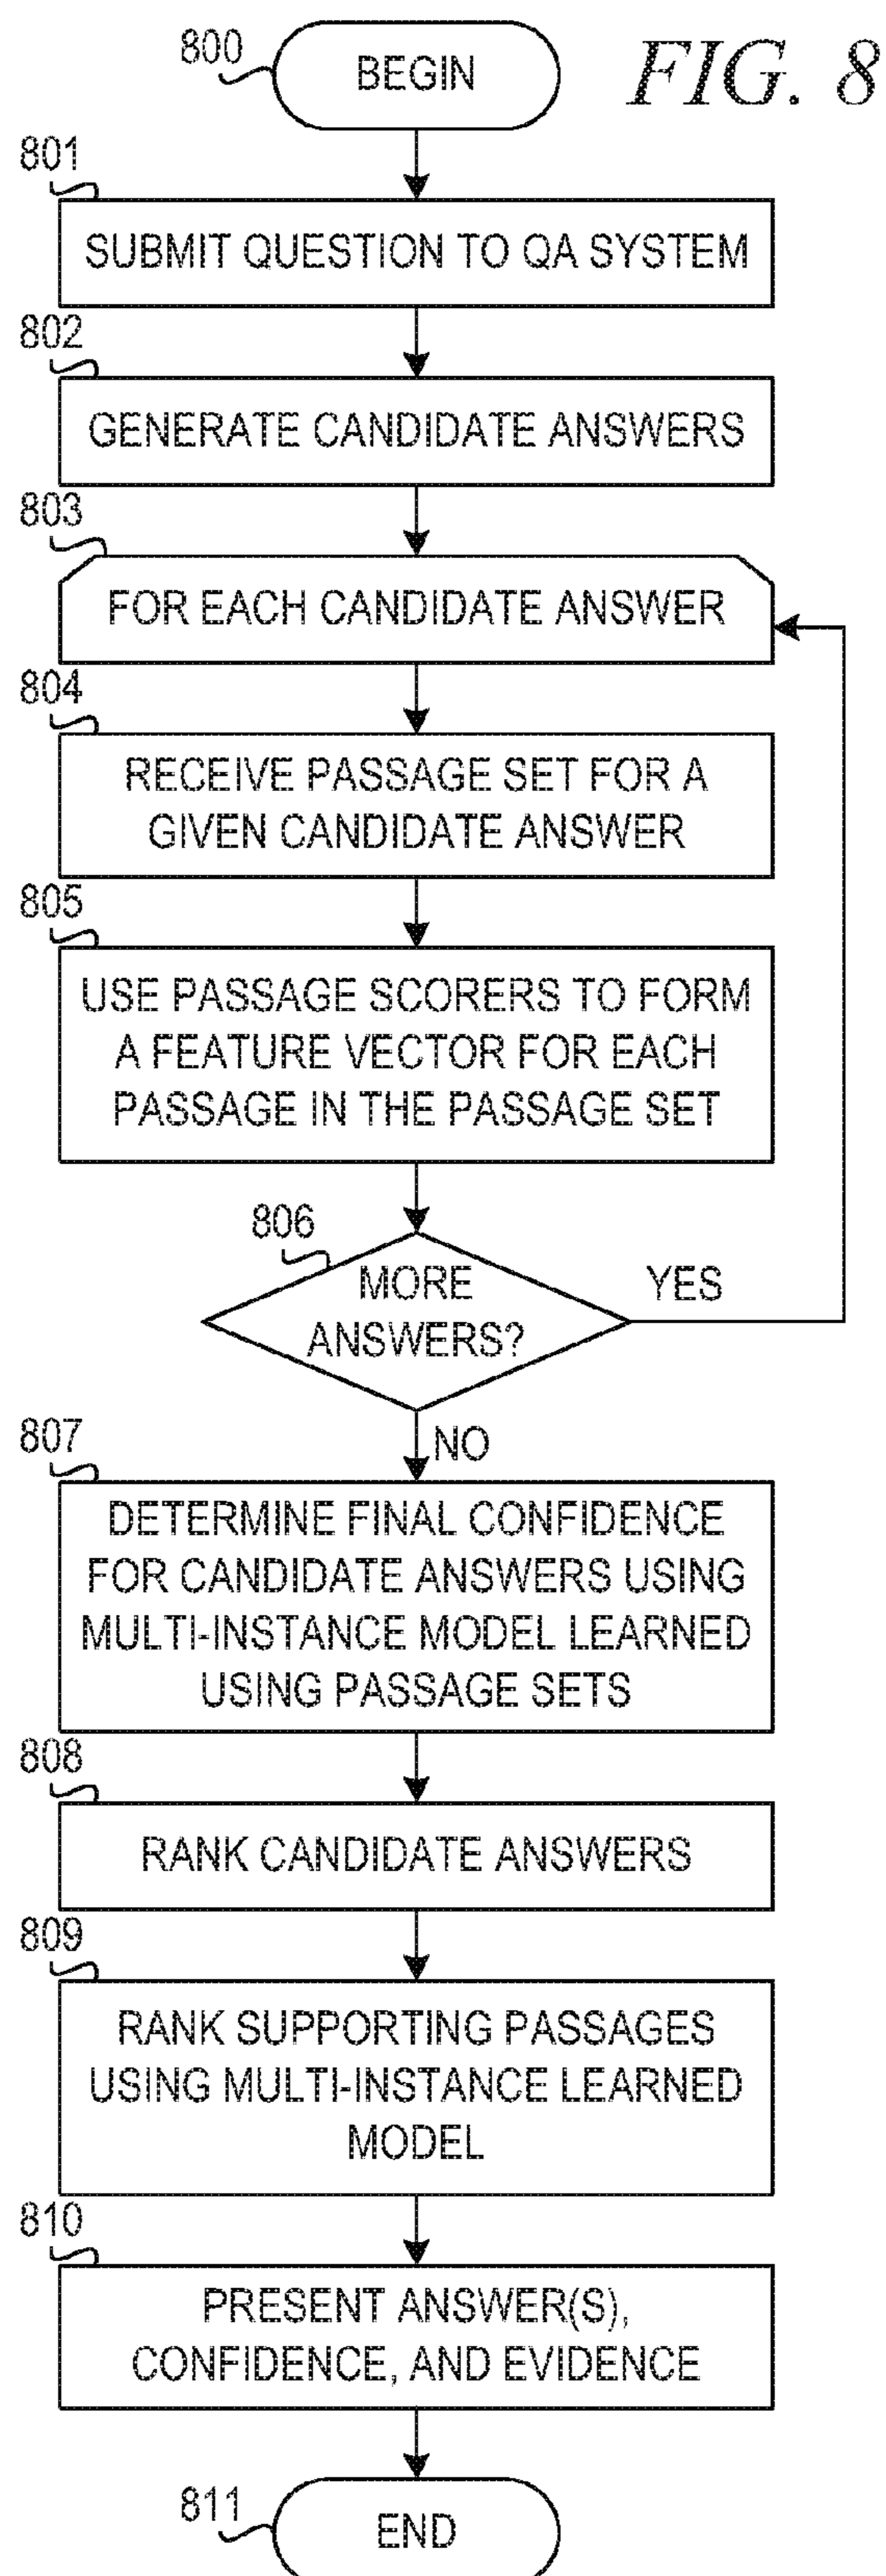 800
BEGIN
FIG. 8
801
SUBMIT QUESTION TO QA SYSTEM
802
GENERATE CANDIDATE ANSWERS
803
FOR EACH CANDIDATE ANSWER
804
RECEIVE PASSAGE SET FOR A
GIVEN CANDIDATE ANSWER
805
USE PASSAGE SCORERS TO FORM
A FEATURE VECTOR FOR EACH
PASSAGE IN THE PASSAGE SET
806
MORE
ANSWERS?
YES
NO
807
DETERMINE FINAL CONFIDENCE
FOR CANDIDATE ANSWERS USING
MULTI-INSTANCE MODEL LEARNED
USING PASSAGE SETS
808
RANK CANDIDATE ANSWERS
809
RANK SUPPORTING PASSAGES
USING MULTI-INSTANCE LEARNED
MODEL
810
PRESENT ANSWER(S),
CONFIDENCE, AND EVIDENCE
811
END